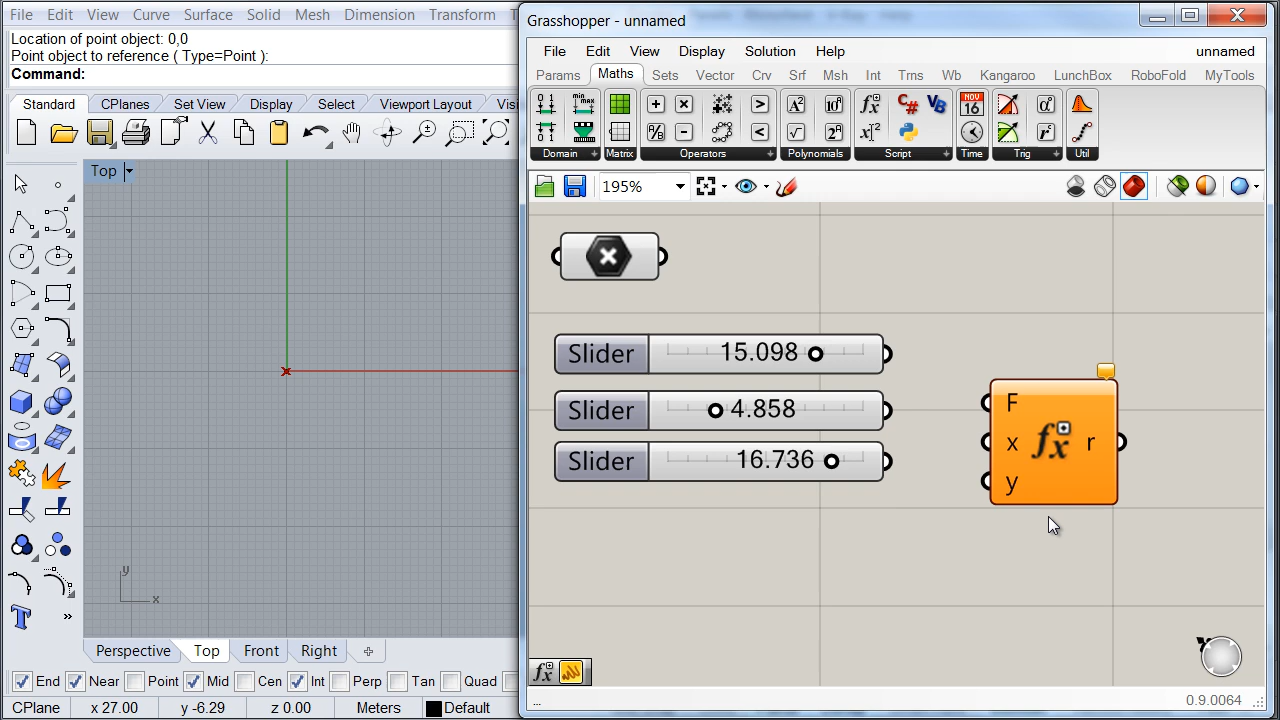 File Edit View Curve Surface Solid Mesh Dimension Transform
Location of point object: 0,0
Point object to reference ( Type=Point ):
Command:
Standard CPlanes Set View Display Select Viewport Layout
Top
y
x
Perspective Top Front Right
End Near Point Mid Cen Int Perp Tan Quad
CPlane x 27.00 y -6.29 z 0.00 Meters Default
Grasshopper - unnamed
File Edit View Display Solution Help unnamed
Params Maths Sets Vector Crv Srf Msh Int Trns Wb Kangaroo LunchBox RoboFold MyTools
Domain Matrix Operators Polynomials Script Time Trig Util
195%
Slider 15.098
Slider 4.858
Slider 16.736
F
x fx r
y
fx
... 0.9.0064